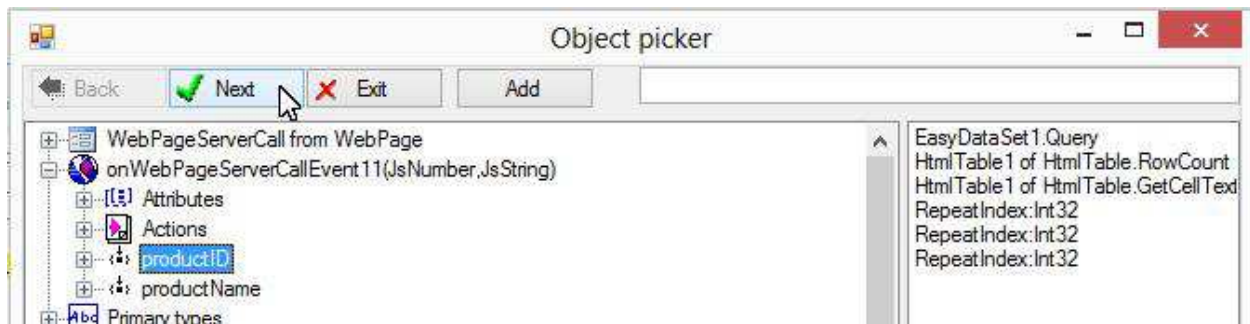 Object picker
Back Next Exit Add
WebPageServerCall from WebPage
onWebPageServerCallEvent11(JsNumber,JsString)
Attributes
Actions
productID
productName
Abc Primary types
EasyDataSet1.Query
HtmlTable1 of HtmlTable.RowCount
HtmlTable1 of HtmlTable.GetCellText
RepeatIndex:Int32
RepeatIndex:Int32
RepeatIndex:Int32